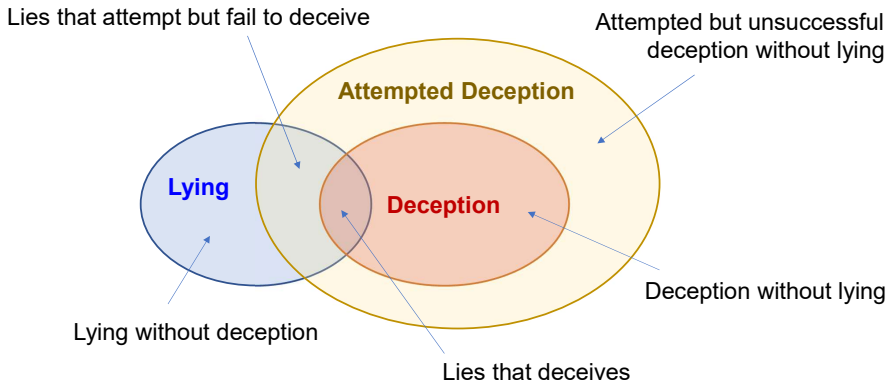 Lies that attempt but fail to deceive
Attempted but unsuccessful
deception without lying
Attempted Deception
Lying
Deception
Deception without lying
Lying without deception
Lies that deceives